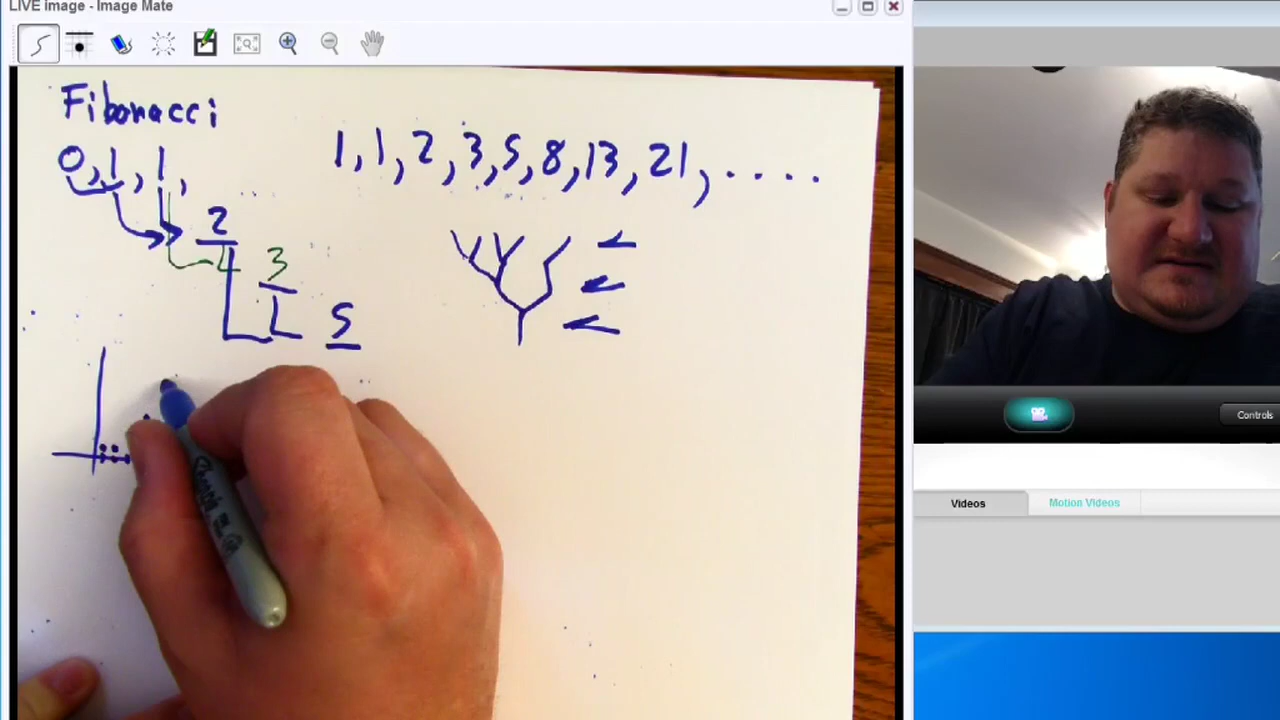 LIVE image - Image Mate
Fibonacci
0, 1, 1,
1, 1, 2, 3, 5, 8, 13, 21, ....
2
3
5
Sharpie
Controls
Videos Motion Videos